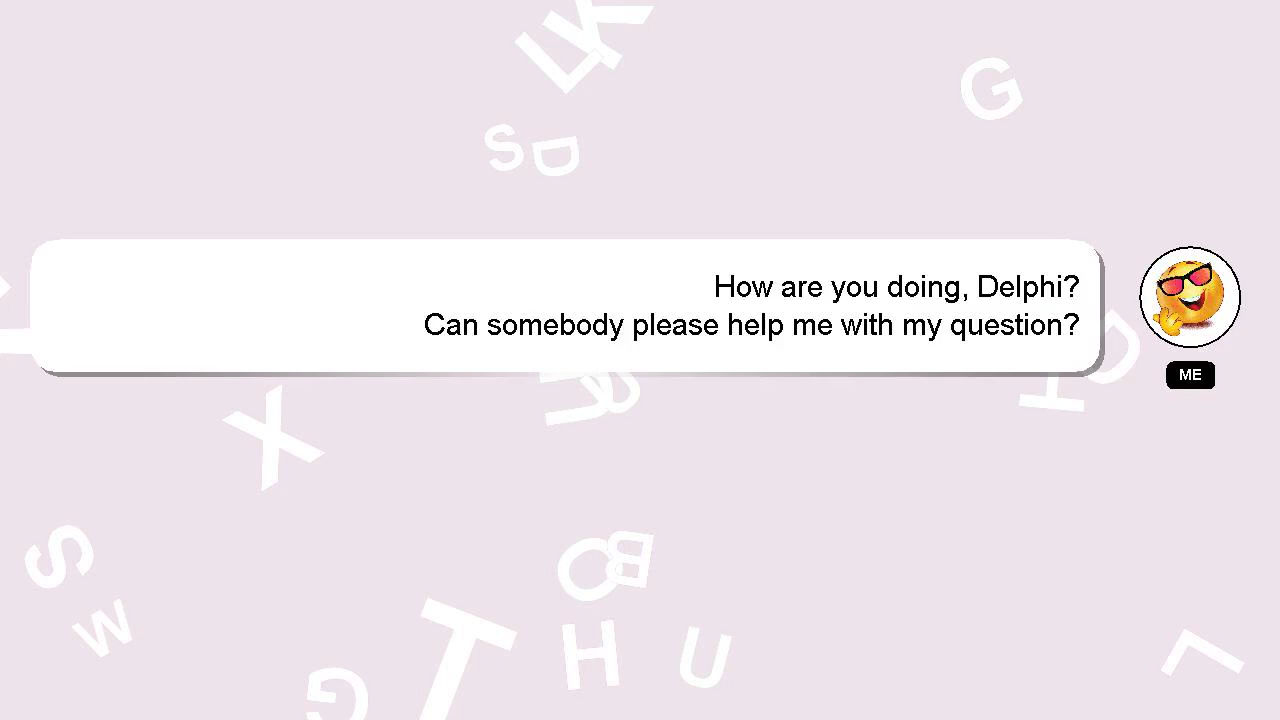 L
K
G
S
D
How are you doing, Delphi?
Can somebody please help me with my question?
ME
X
S
W
C
B
T
H
U
G
L